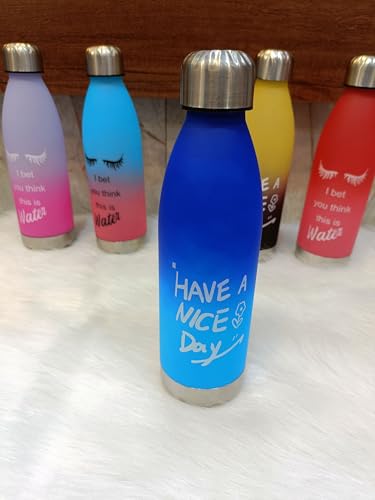 I bet
you think
this is
Water
I bet
you think
this is
Water
"HAVE A
NICE
Day
A
ICE
I bet
you think
this is
Water